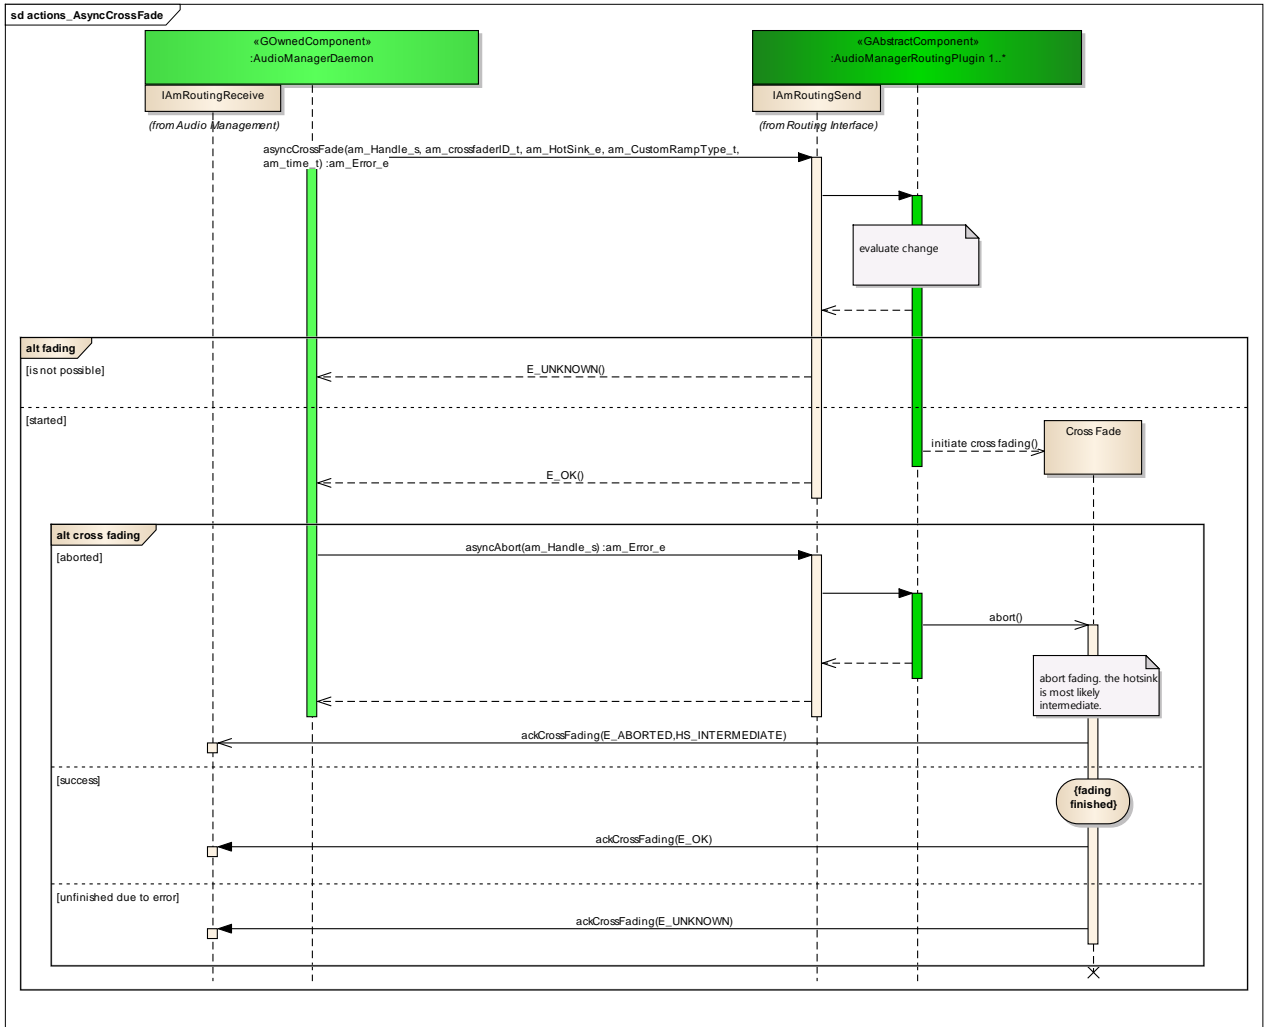 sd actions_AsyncCrossFade
«GOwnedComponent»
:AudioManagerDaemon
«GAbstractComponent»
:AudioManagerRoutingPlugin 1..*
IAmRoutingReceive
IAmRoutingSend
(from Audio Management)
(from Routing Interface)
asyncCrossFade(am_Handle_s, am_crossfaderID_t, am_HotSink_e, am_CustomRampType_t,
am_time_t) :am_Error_e
evaluate change
alt fading
[is not possible]
E_UNKNOWN()
[started]
Cross Fade
initiate cross fading()
E_OK()
alt cross fading
[aborted]
asyncAbort(am_Handle_s) :am_Error_e
abort()
abort fading. the hotsink
is most likely
intermediate.
ackCrossFading(E_ABORTED,HS_INTERMEDIATE)
[success]
{fading
finished}
ackCrossFading(E_OK)
[unfinished due to error]
ackCrossFading(E_UNKNOWN)